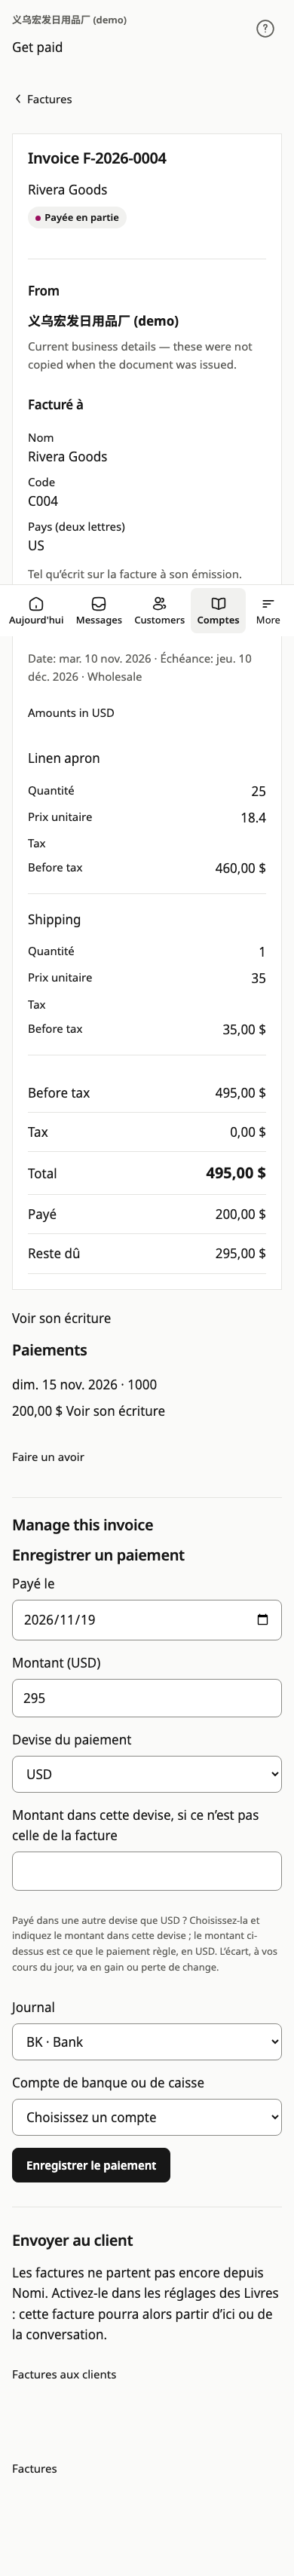 义乌宏发日用品厂 (demo)
Get paid
Factures
Invoice F-2026-0004
Rivera Goods
Payée en partie
From
义乌宏发日用品厂 (demo)
Current business details — these were not
copied when the document was issued.
Facturé à
Nom
Rivera Goods
Code
C004
Pays (deux lettres)
US
Tel qu’écrit sur la facture à son émission.
Aujourd'hui Messages Customers Comptes More
Date: mar. 10 nov. 2026 · Échéance: jeu. 10
déc. 2026 · Wholesale
Amounts in USD
Linen apron
Quantité 25
Prix unitaire 18.4
Tax
Before tax 460,00 $
Shipping
Quantité 1
Prix unitaire 35
Tax
Before tax 35,00 $
Before tax 495,00 $
Tax 0,00 $
Total 495,00 $
Payé 200,00 $
Reste dû 295,00 $
Voir son écriture
Paiements
dim. 15 nov. 2026 · 1000
200,00 $ Voir son écriture
Faire un avoir
Manage this invoice
Enregistrer un paiement
Payé le
2026/11/19
Montant (USD)
295
Devise du paiement
USD
Montant dans cette devise, si ce n’est pas
celle de la facture
Payé dans une autre devise que USD ? Choisissez-la et
indiquez le montant dans cette devise ; le montant ci-
dessus est ce que le paiement règle, en USD. L’écart, à vos
cours du jour, va en gain ou perte de change.
Journal
BK · Bank
Compte de banque ou de caisse
Choisissez un compte
Enregistrer le paiement
Envoyer au client
Les factures ne partent pas encore depuis
Nomi. Activez-le dans les réglages des Livres
: cette facture pourra alors partir d’ici ou de
la conversation.
Factures aux clients
Factures